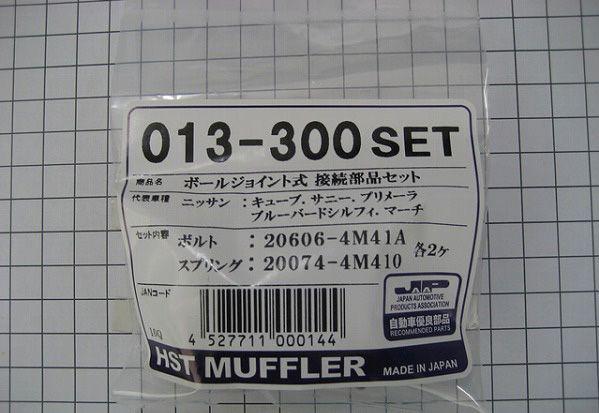 013-300 SET
商品名 ボールジョイント式 接続部品セット
代表車種 ニッサン : キューブ. サニー. プリメーラ
ブルーバードシルフィ. マーチ
セット内容 ボルト : 20606-4M41A 各2ケ
スプリング : 20074-4M410
JANコード
JAPA
JAPAN AUTOMOTIVE
PRODUCTS ASSOCIATION
自動車優良部品
RECOMMENDED PARTS
4 527711 000144
HST MUFFLER MADE IN JAPAN